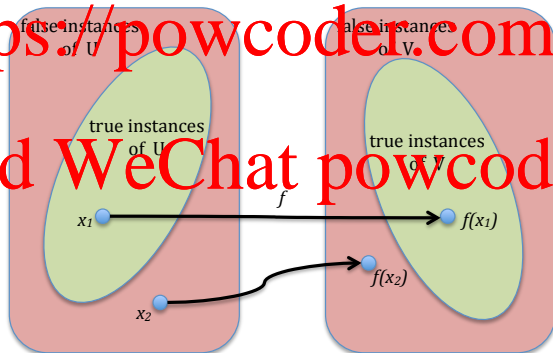 false instances
of U
false instances
of V
ps://powcoder.com
true instances
of U
true instances
of V
d WeChat powcod
f
x1
f(x1)
x2
f(x2)